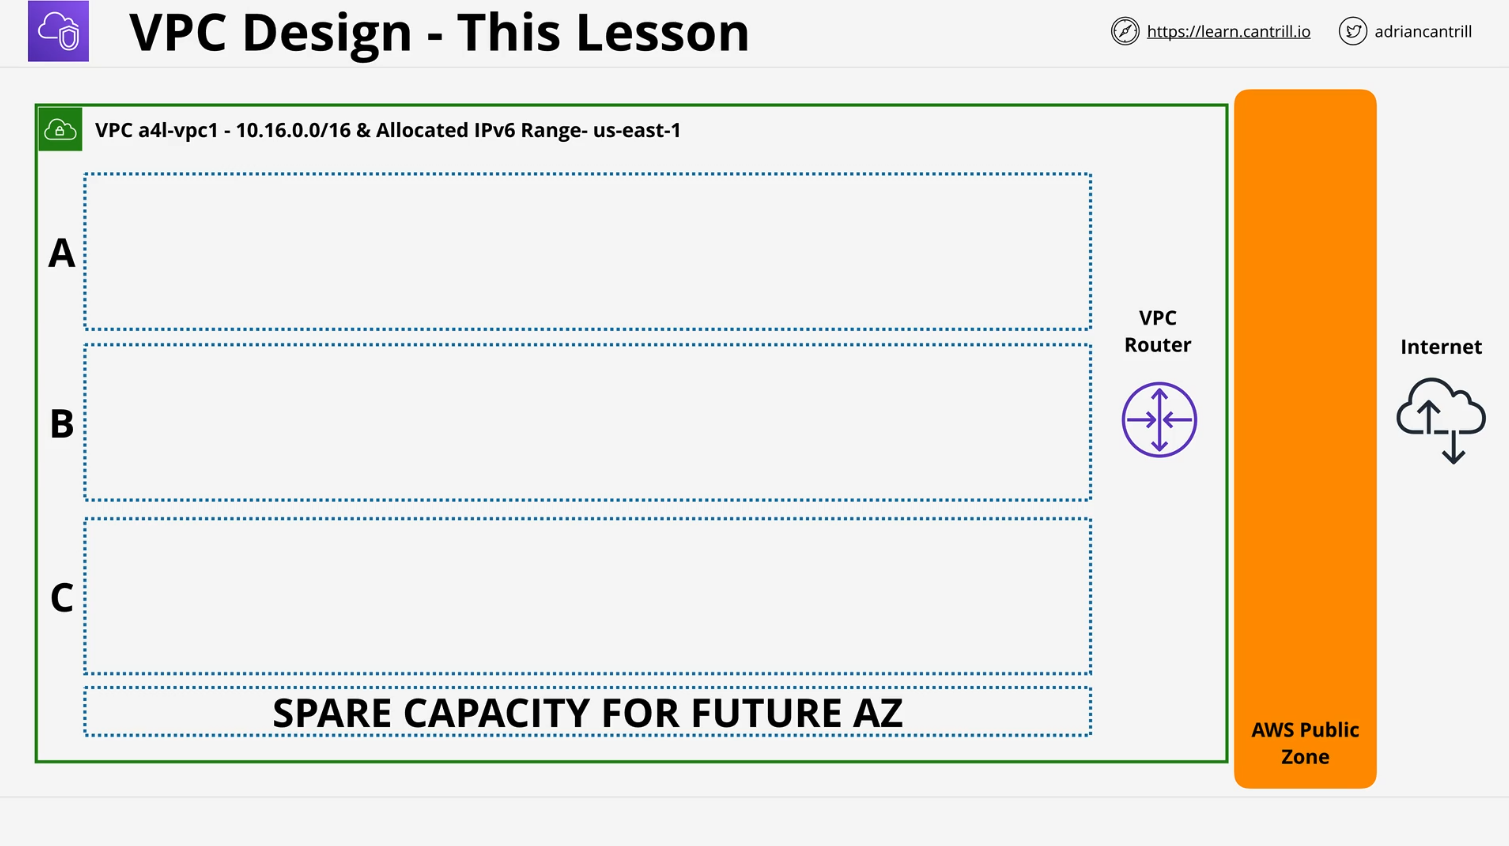 VPC Design - This Lesson
https://learn.cantrill.io
adriancantrill
VPC a4l-vpc1 - 10.16.0.0/16 & Allocated IPv6 Range- us-east-1
A
B
C
VPC
Router
Internet
SPARE CAPACITY FOR FUTURE AZ
AWS Public
Zone